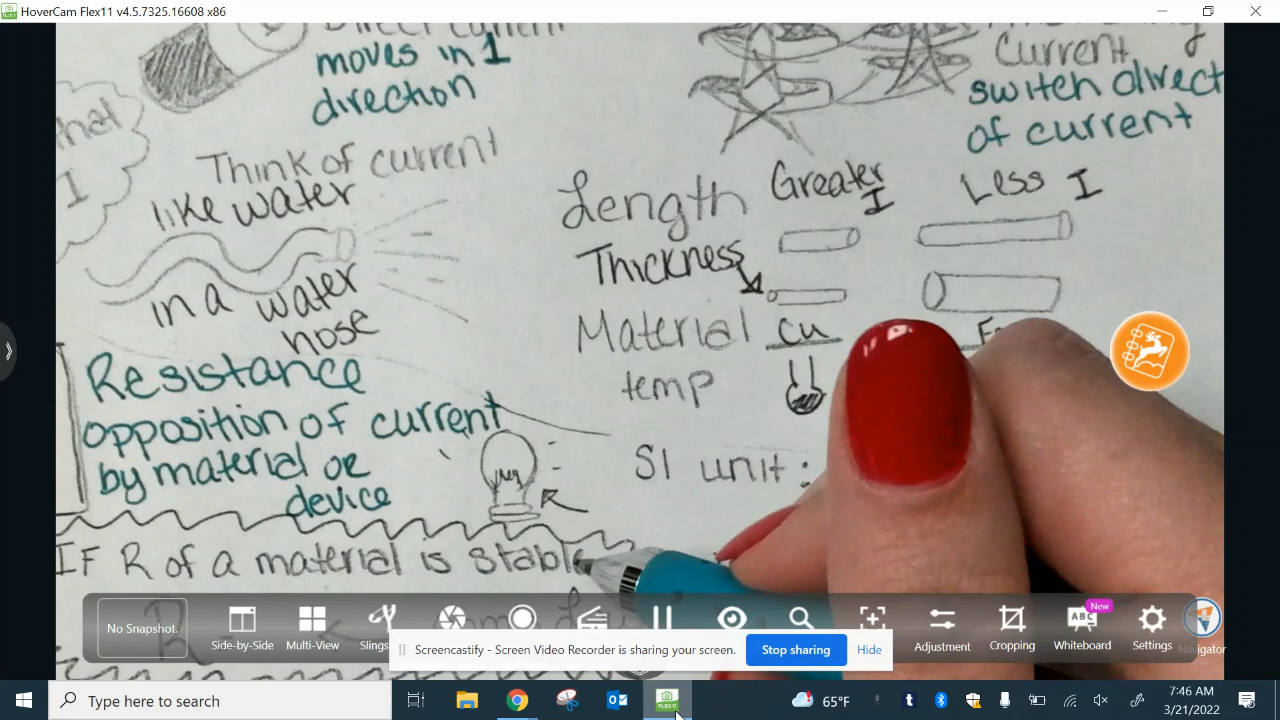 HoverCam Flex11 v4.5.7325.16608 x86
moves in 1
direction
Current
switch direct
of current
that
I
Think of current
like water
in a water
hose
Length
Greater
I
Less I
Thickness
Material
Cu
temp
Resistance
opposition of current
by material or
device
SI unit :
IF R of a material is stable
No Snapshot.
Side-by-Side
Multi-View
Slings
Adjustment
Cropping
New
ABC
Whiteboard
Settings
Navigator
Screencastify - Screen Video Recorder is sharing your screen.
Stop sharing
Hide
Type here to search
FLEX11
65°F
7:46 AM
3/21/2022